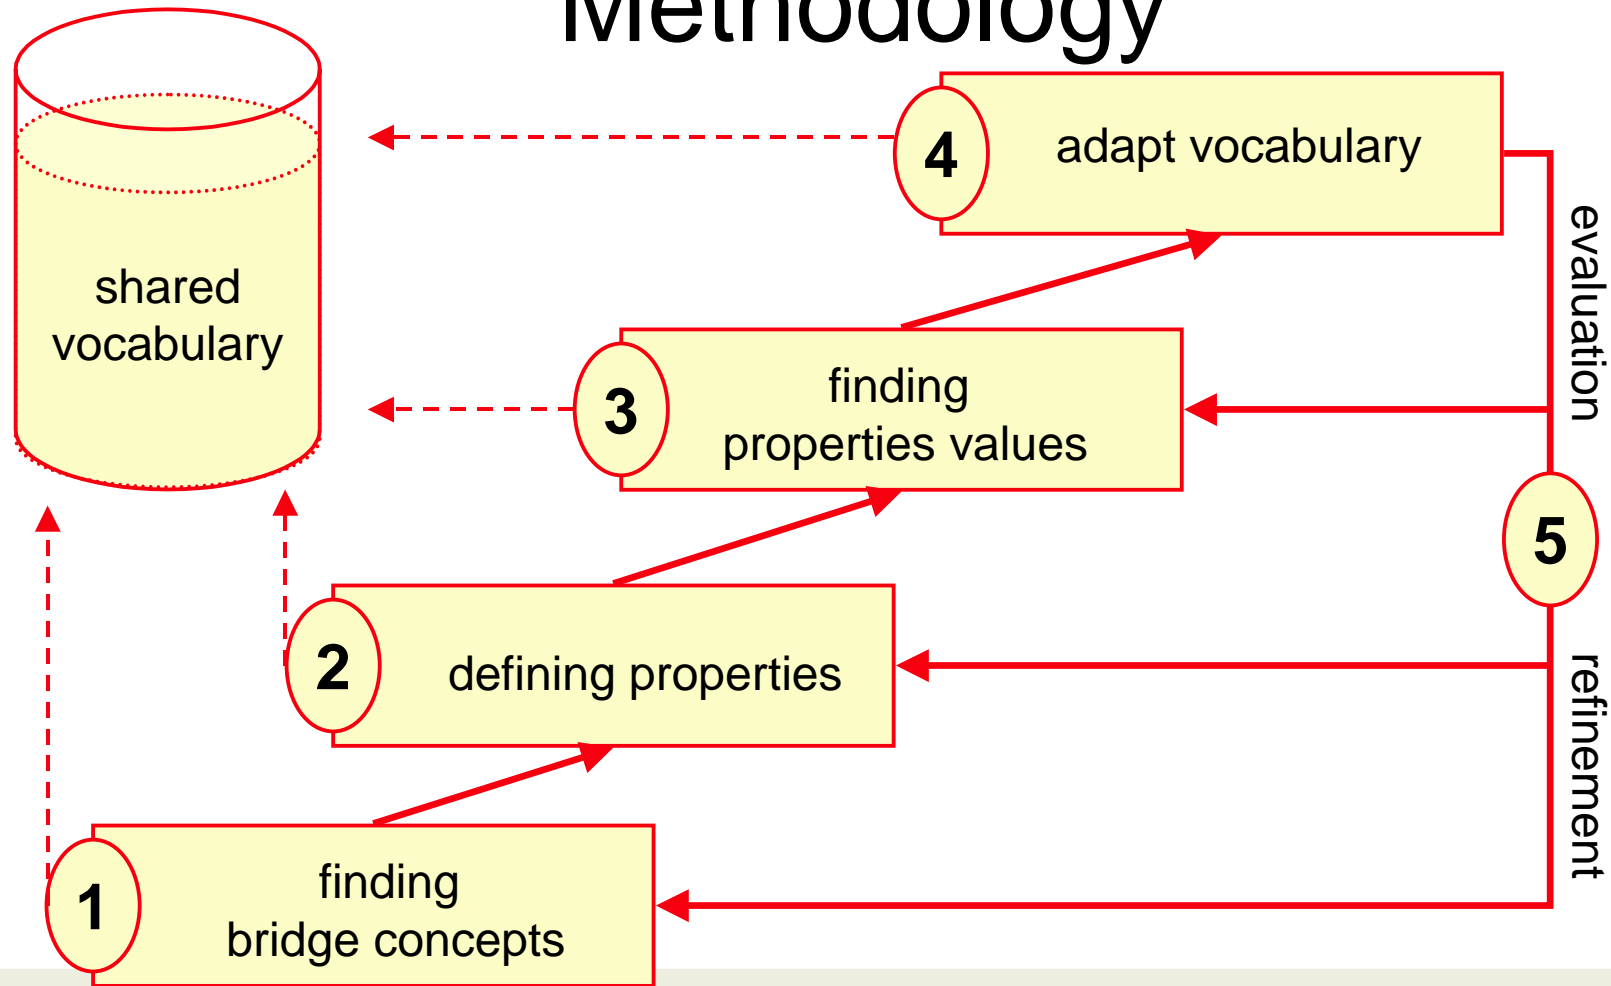 Methodology
4
adapt vocabulary
evaluation
shared
vocabulary
3
finding
properties values
5
2
defining properties
refinement
1
finding
bridge concepts